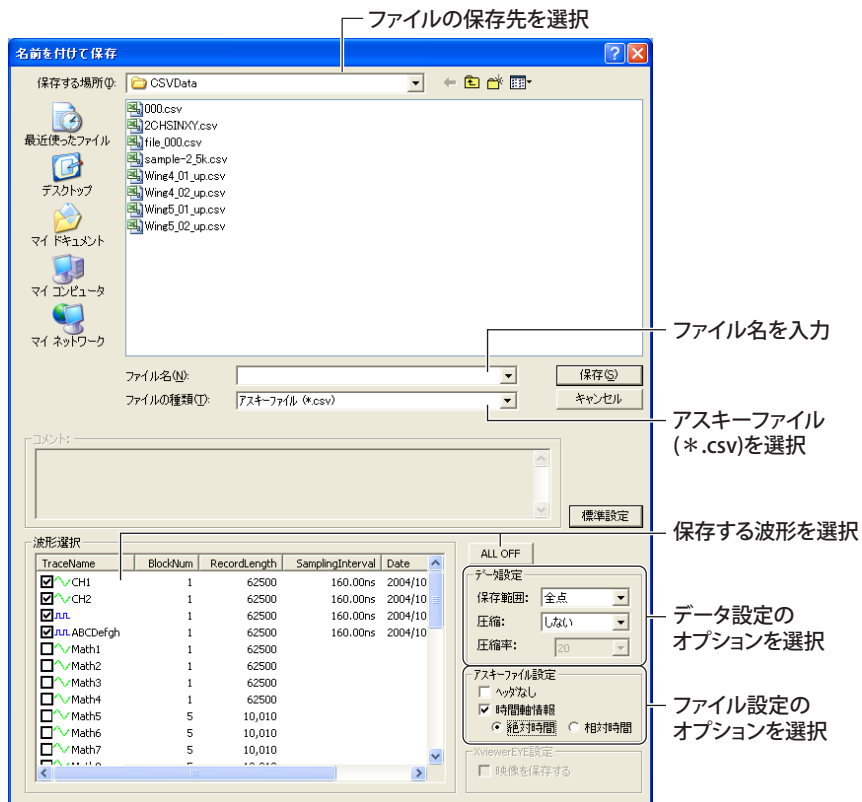 ファイルの保存先を選択
名前を付けて保存
保存する場所(I):
CSVData
最近使ったファイル
デスクトップ
マイ ドキュメント
マイ コンピュータ
マイ ネットワーク
000.csv
2CHSINXY.csv
file_000.csv
sample-2_5k.csv
Wing4_01_up.csv
Wing4_02_up.csv
Wing5_01_up.csv
Wing5_02_up.csv
ファイル名を入力
ファイル名(N):
保存(S)
ファイルの種類(T):
アスキーファイル (*.csv)
キャンセル
アスキーファイル
(＊.csv)を選択
コメント:
標準設定
保存する波形を選択
波形選択
ALL OFF
TraceName BlockNum RecordLength SamplingInterval Date
CH1 1 62500 160.00ns 2004/10
CH2 1 62500 160.00ns 2004/10
1 62500 160.00ns 2004/10
ABCDefgh 1 62500 160.00ns 2004/10
Math1 1 62500
Math2 1 62500
Math3 1 62500
Math4 1 62500
Math5 5 10,010
Math6 5 10,010
Math7 5 10,010
データ設定
保存範囲: 全点
圧縮: しない
圧縮率: 20
データ設定の
オプションを選択
アスキーファイル設定
ヘッダなし
時間軸情報
絶対時間 相対時間
ファイル設定の
オプションを選択
XviewerEYE設定
映像を保存する